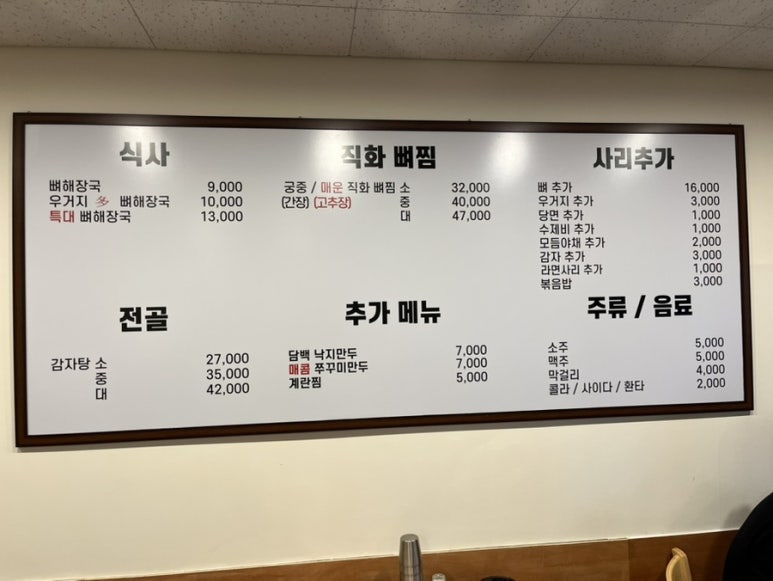 식사
뼈해장국 9,000
우거지 多 뼈해장국 10,000
특대 뼈해장국 13,000
직화 뼈찜
궁중 / 매운 직화 뼈찜 소 32,000
(간장) (고추장) 중 40,000
대 47,000
사리추가
뼈 추가 16,000
우거지 추가 3,000
당면 추가 1,000
수제비 추가 1,000
모듬야채 추가 2,000
감자 추가 3,000
라면사리 추가 1,000
볶음밥 3,000
전골
감자탕 소 27,000
중 35,000
대 42,000
추가 메뉴
담백 낙지만두 7,000
매콤 쭈꾸미만두 7,000
계란찜 5,000
주류 / 음료
소주 5,000
맥주 5,000
막걸리 4,000
콜라 / 사이다 / 환타 2,000